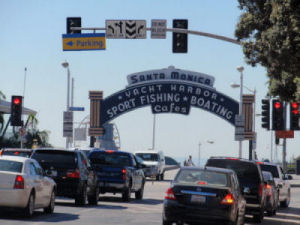 Parking
Santa Monica
* YACHT HARBOR *
SPORT FISHING * BOATING
Cafes